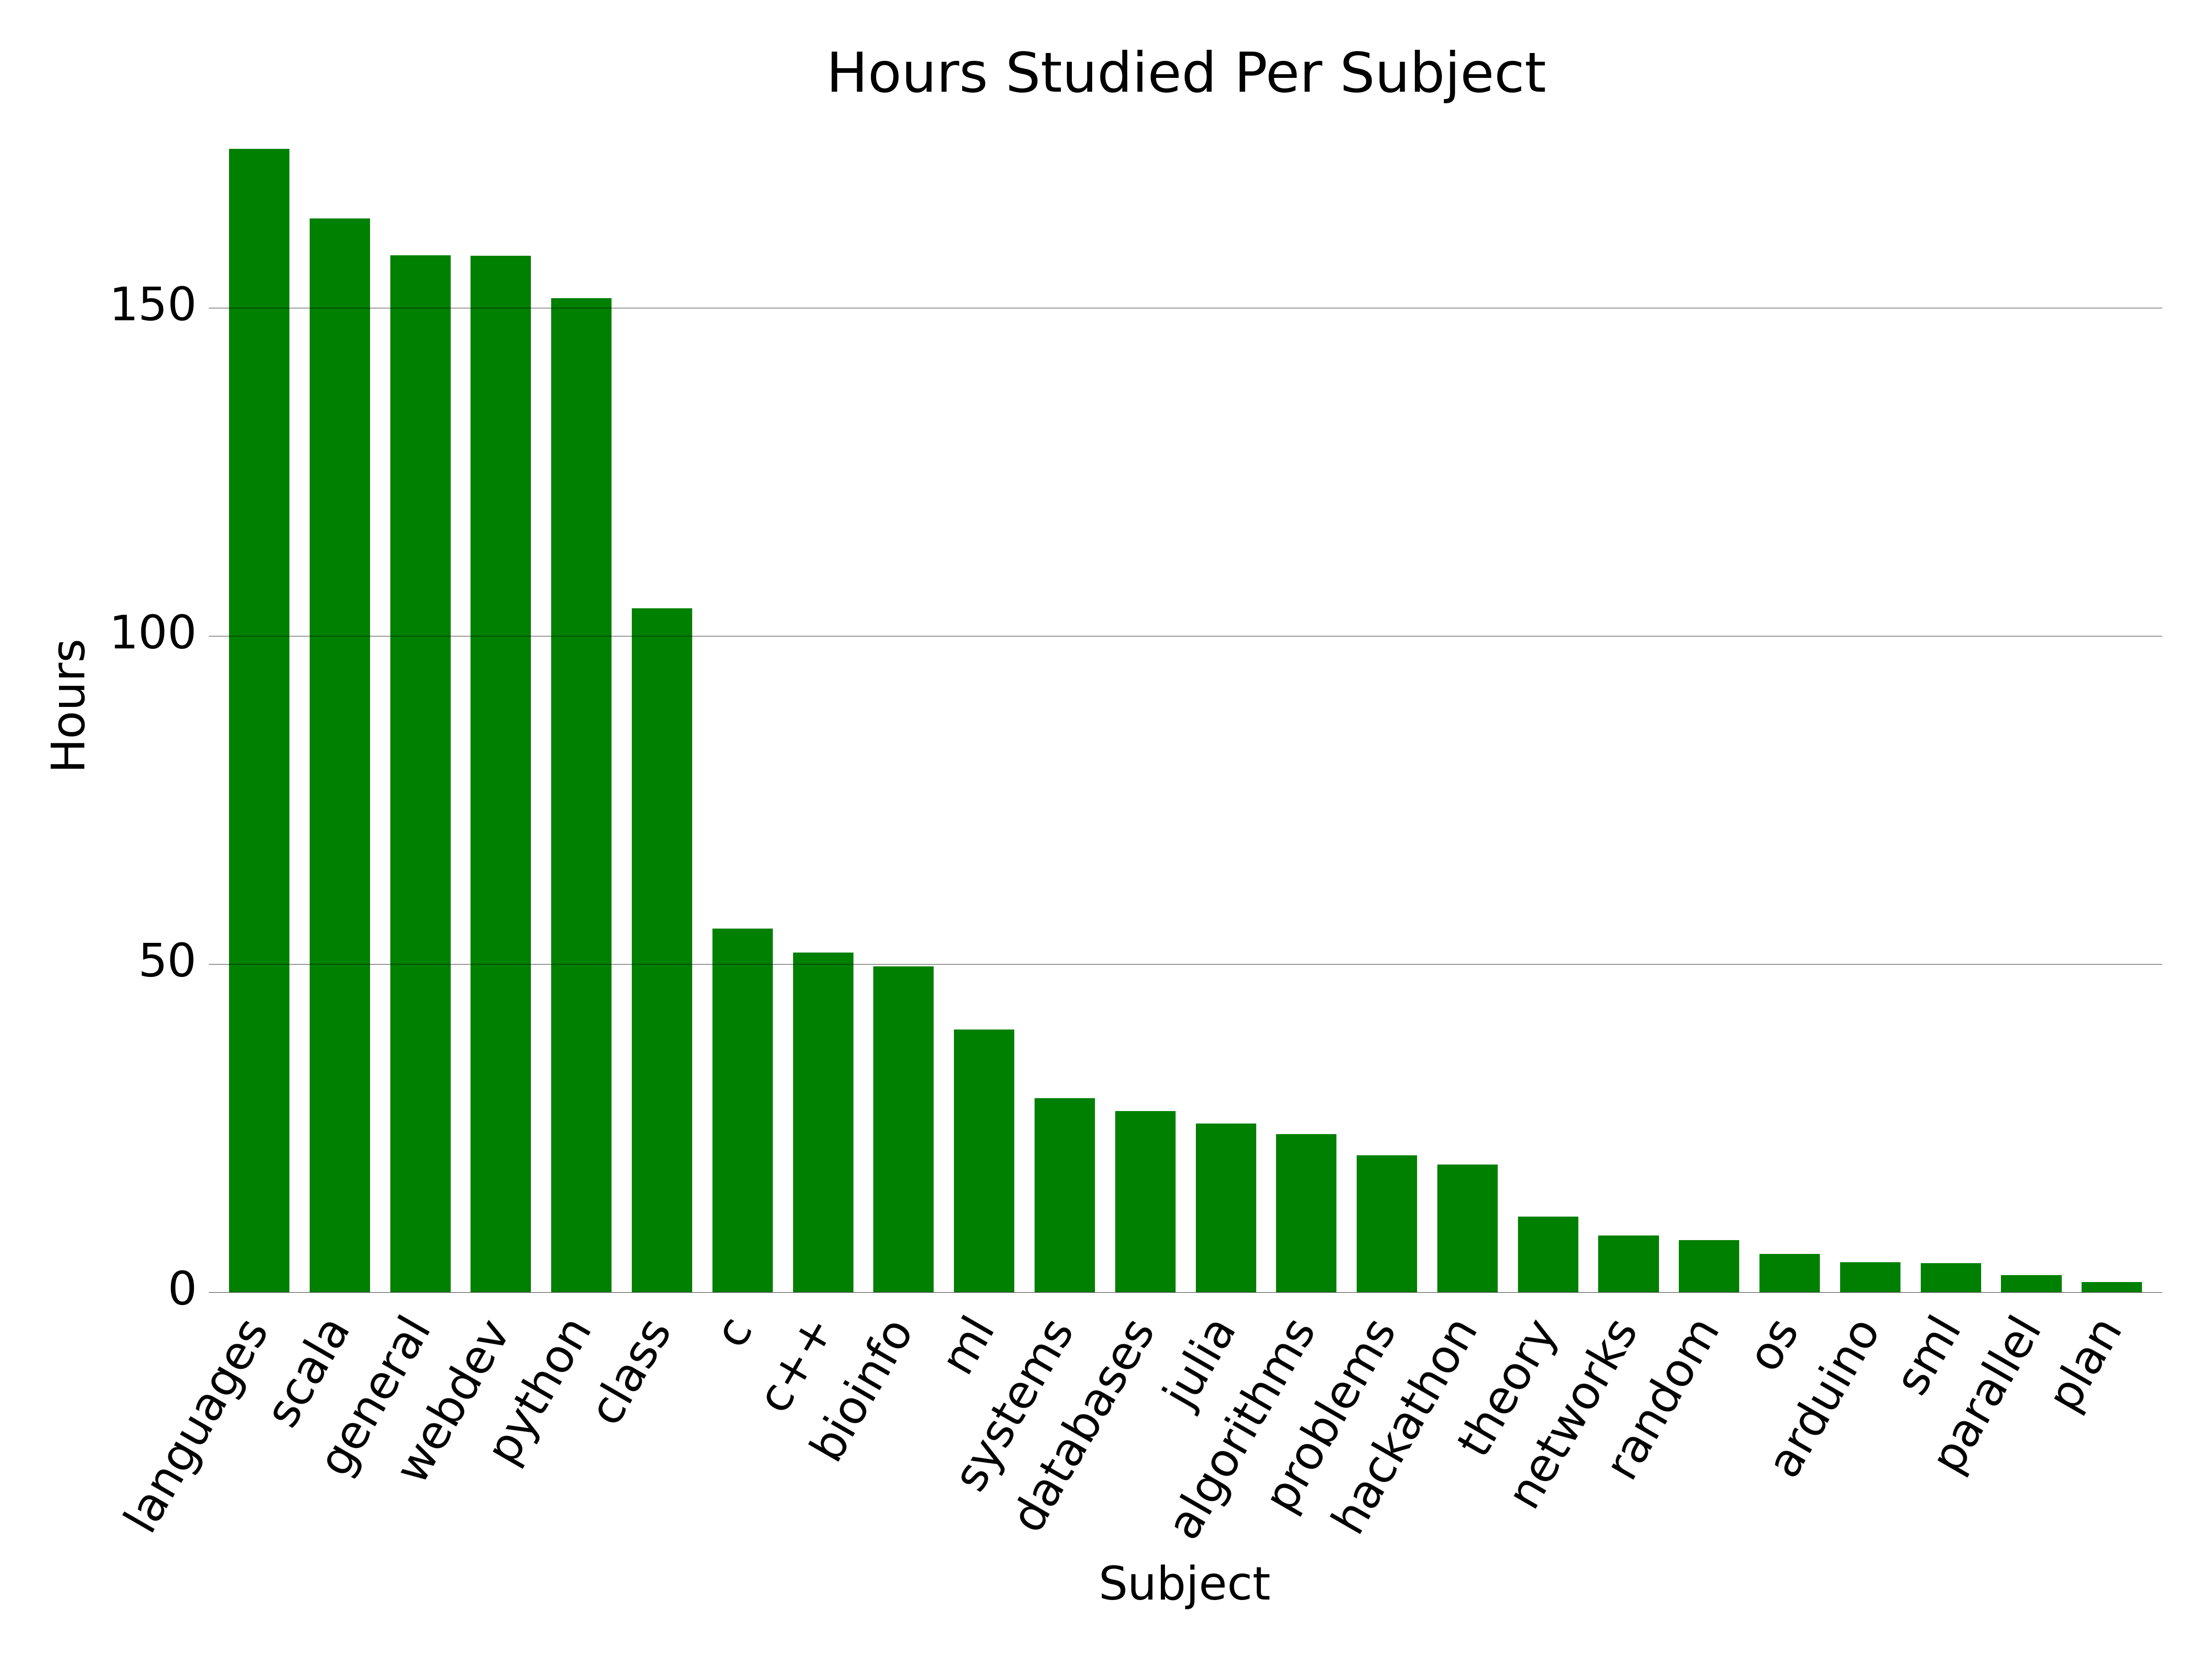 Hours Studied Per Subject
150
100
50
0
Hours
languages
scala
general
webdev
python
class
c
c++
bioinfo
ml
systems
databases
julia
algorithms
problems
hackathon
theory
networks
random
os
arduino
sml
parallel
plan
Subject